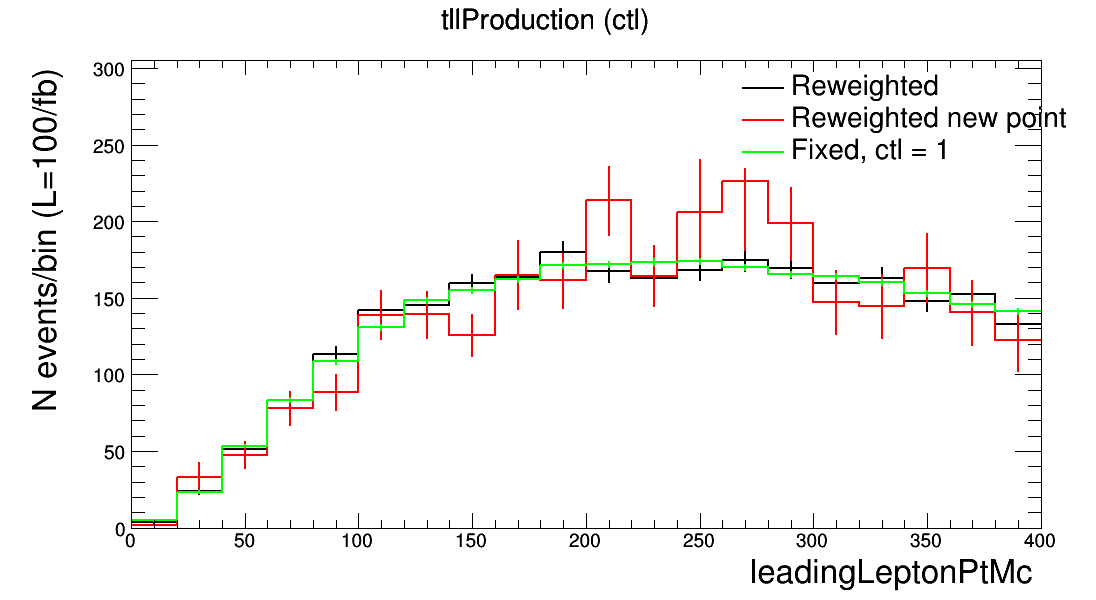 tllProduction (ctl)
N events/bin (L=100/fb)
300
250
200
150
100
50
0
Reweighted
Reweighted new point
Fixed, ctl = 1
0 50 100 150 200 250 300 350 400
leadingLeptonPtMc